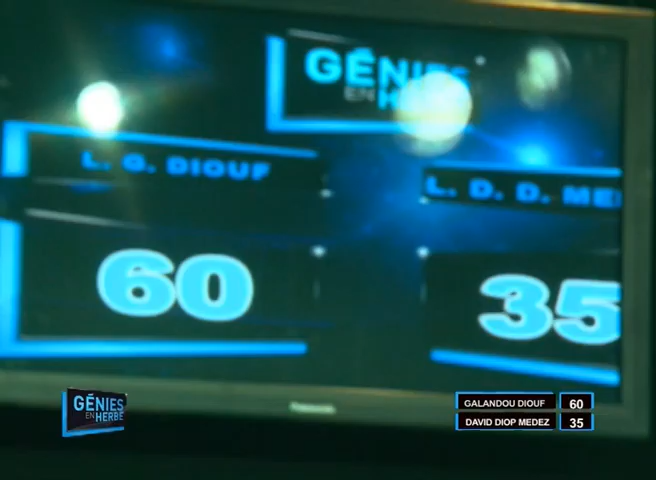 GÉNIES
EN HERBE
L. G. DIOUF
L. D. D. ME
60
35
Panasonic
GÉNIES
EN HERBE
GALANDOU DIOUF 60
DAVID DIOP MEDEZ 35